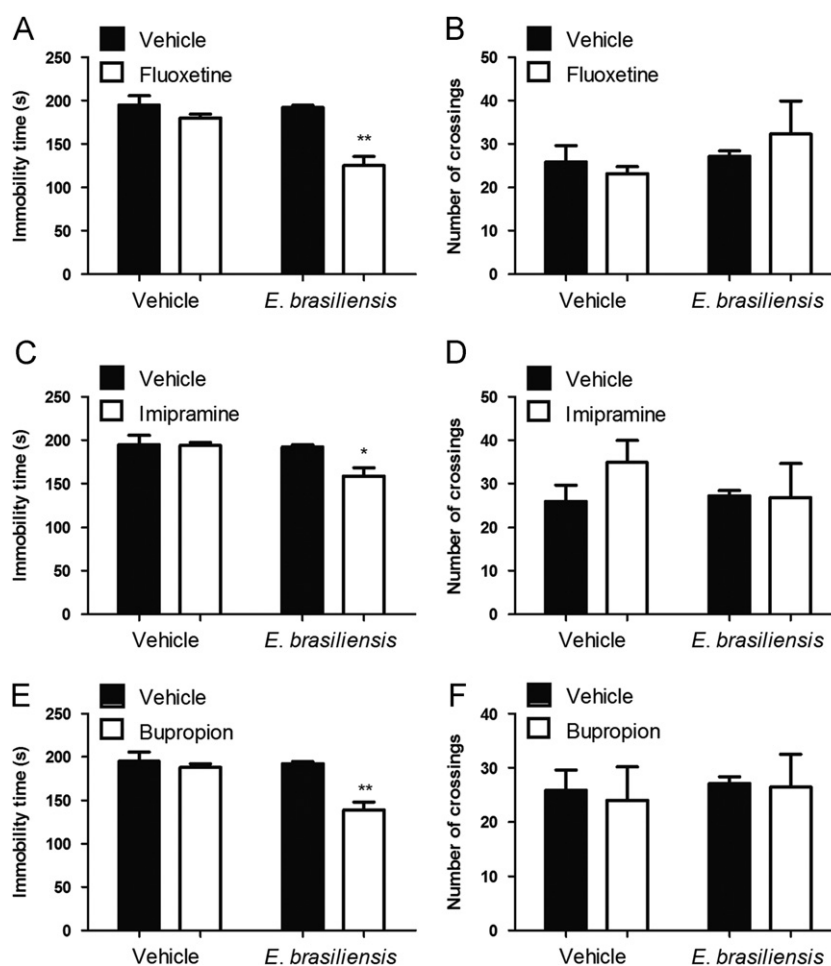 A
Vehicle
Fluoxetine
Immobility time (s)
250
200
150
100
50
0
**
Vehicle
E. brasiliensis
B
Vehicle
Fluoxetine
Number of crossings
50
40
30
20
10
0
Vehicle
E. brasiliensis
C
Vehicle
Imipramine
Immobility time (s)
250
200
150
100
50
0
*
Vehicle
E. brasiliensis
D
Vehicle
Imipramine
Number of crossings
50
40
30
20
10
0
Vehicle
E. brasiliensis
E
Vehicle
Bupropion
Immobility time (s)
250
200
150
100
50
0
**
Vehicle
E. brasiliensis
F
Vehicle
Bupropion
Number of crossings
40
30
20
10
0
Vehicle
E. brasiliensis